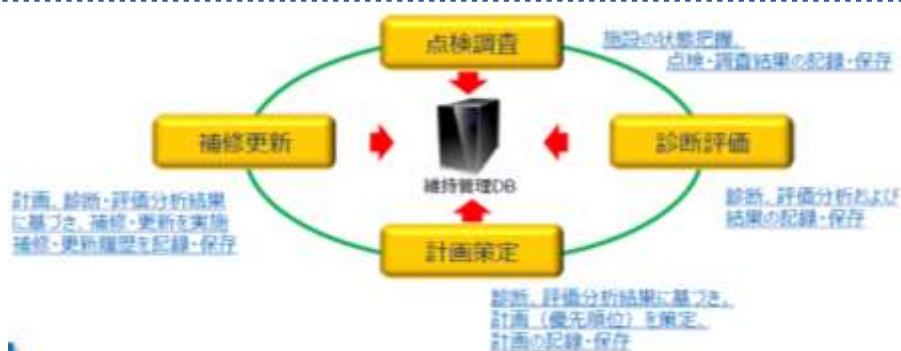 点検調査
施設の状態把握、
点検・調査結果の記録・保存
補修更新
診断評価
維持管理DB
計画、診断・評価分析結果
に基づき、補修・更新を実施
補修・更新履歴を記録・保存
診断、評価分析および
結果の記録・保存
計画策定
診断、評価分析結果に基づき、
計画（優先順位）を策定、
計画の記録・保存